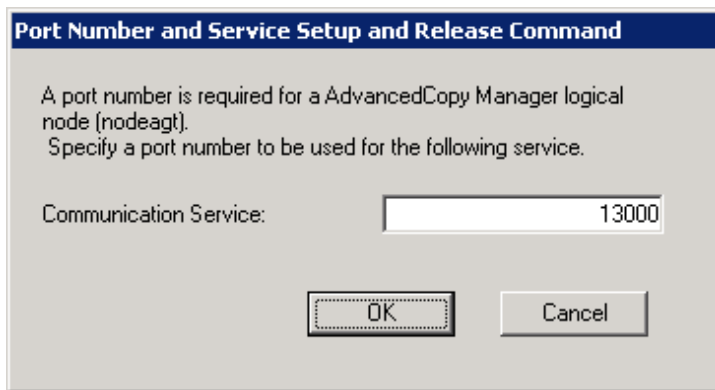 Port Number and Service Setup and Release Command
A port number is required for a AdvancedCopy Manager logical
node (nodeagt).
Specify a port number to be used for the following service.
Communication Service: 13000
OK Cancel